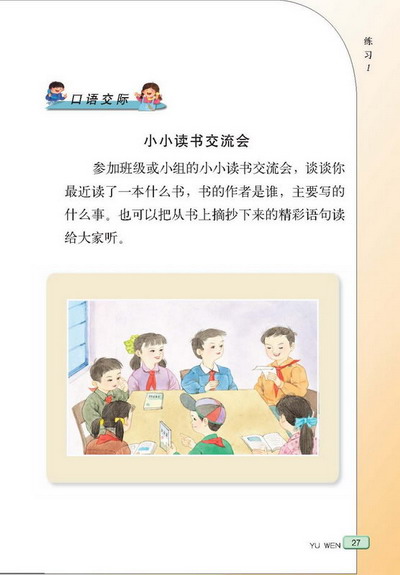 练习1
口语交际
小小读书交流会
参加班级或小组的小小读书交流会，谈谈你
最近读了一本什么书，书的作者是谁，主要写的
什么事。也可以把从书上摘抄下来的精彩语句读
给大家听。
YU WEN 27